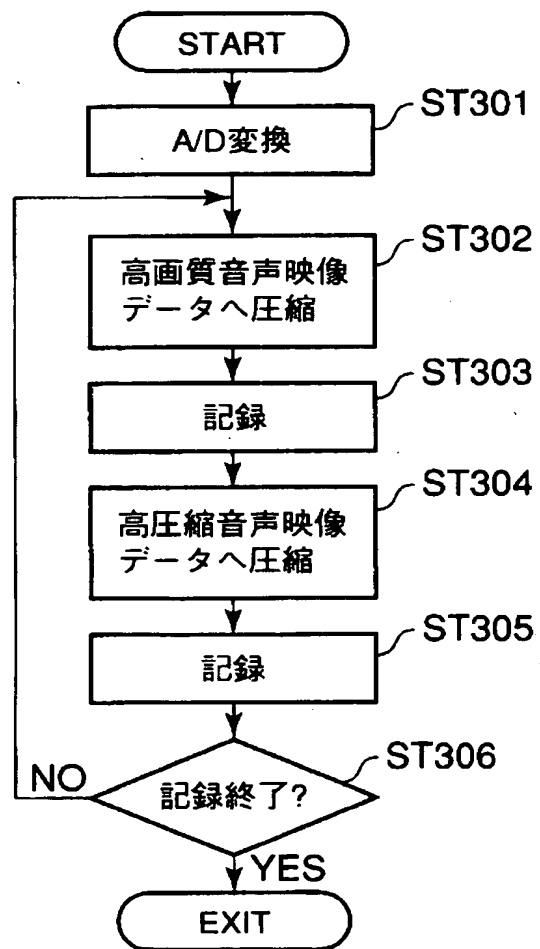 START
ST301
A/D変換
ST302
高画質音声映像
データへ圧縮
ST303
記録
ST304
高圧縮音声映像
データへ圧縮
ST305
記録
ST306
NO
記録終了?
YES
EXIT